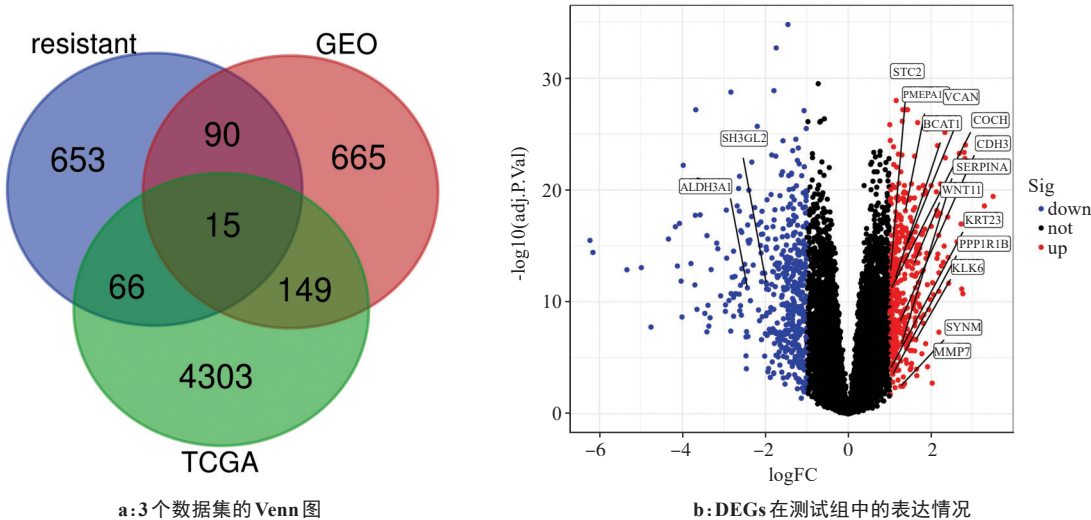 resistant
GEO
653
90
665
15
66
149
4303
TCGA
a:3个数据集的Venn图
-log10(adj.P.Val)
30
20
10
0
-6
-4
-2
0
2
logFC
STC2
PMEPA1
VCAN
BCAT1
COCH
SH3GL2
CDH3
SERPINA
ALDH3A1
WNT11
KRT23
PPP1R1B
KLK6
SYNM
MMP7
Sig
down
not
up
b:DEGs在测试组中的表达情况